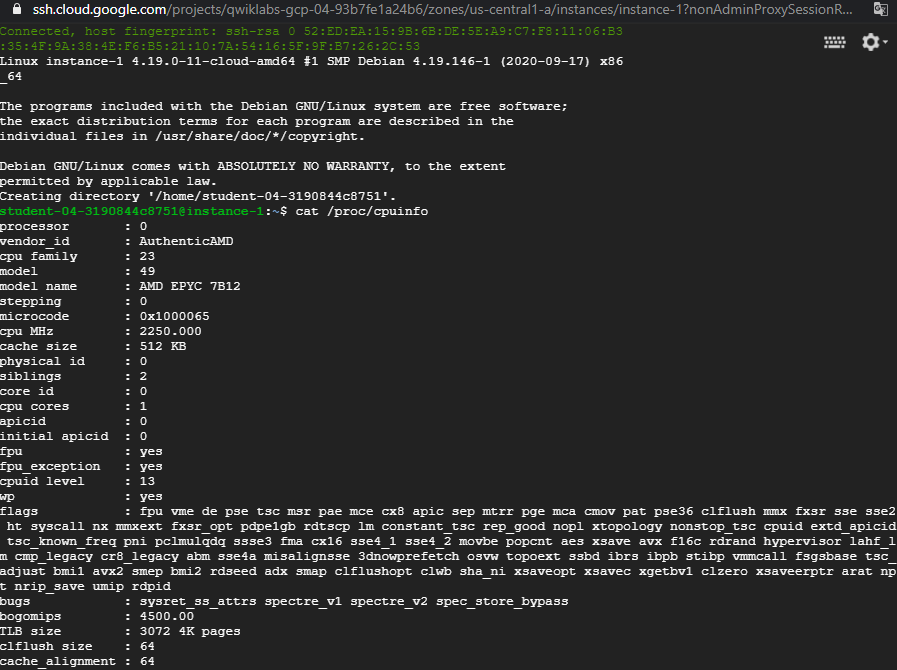 ssh.cloud.google.com/projects/qwiklabs-gcp-04-93b7fe1a24b6/zones/us-central1-a/instances/instance-1?nonAdminProxySessionR...
Connected, host fingerprint: ssh-rsa 0 52:ED:EA:15:9B:6B:DE:5E:A9:C7:F8:11:06:B3
:35:4F:9A:38:4E:F6:B5:21:10:7A:54:16:5F:9F:B7:26:2C:53
Linux instance-1 4.19.0-11-cloud-amd64 #1 SMP Debian 4.19.146-1 (2020-09-17) x86
_64
The programs included with the Debian GNU/Linux system are free software;
the exact distribution terms for each program are described in the
individual files in /usr/share/doc/*/copyright.
Debian GNU/Linux comes with ABSOLUTELY NO WARRANTY, to the extent
permitted by applicable law.
Creating directory '/home/student-04-3190844c8751'.
student-04-3190844c8751@instance-1:~$ cat /proc/cpuinfo
processor : 0
vendor_id : AuthenticAMD
cpu family : 23
model : 49
model name : AMD EPYC 7B12
stepping : 0
microcode : 0x1000065
cpu MHz : 2250.000
cache size : 512 KB
physical id : 0
siblings : 2
core id : 0
cpu cores : 1
apicid : 0
initial apicid : 0
fpu : yes
fpu_exception : yes
cpuid level : 13
wp : yes
flags : fpu vme de pse tsc msr pae mce cx8 apic sep mtrr pge mca cmov pat pse36 clflush mmx fxsr sse sse2
ht syscall nx mmxext fxsr_opt pdpe1gb rdtscp lm constant_tsc rep_good nopl xtopology nonstop_tsc cpuid extd_apicid
tsc_known_freq pni pclmulqdq ssse3 fma cx16 sse4_1 sse4_2 movbe popcnt aes xsave avx f16c rdrand hypervisor lahf_l
m cmp_legacy cr8_legacy abm sse4a misalignsse 3dnowprefetch osvw topoext ssbd ibrs ibpb stibp vmmcall fsgsbase tsc_
adjust bmi1 avx2 smep bmi2 rdseed adx smap clflushopt clwb sha_ni xsaveopt xsavec xgetbv1 clzero xsaveerptr arat np
t nrip_save umip rdpid
bugs : sysret_ss_attrs spectre_v1 spectre_v2 spec_store_bypass
bogomips : 4500.00
TLB size : 3072 4K pages
clflush size : 64
cache_alignment : 64